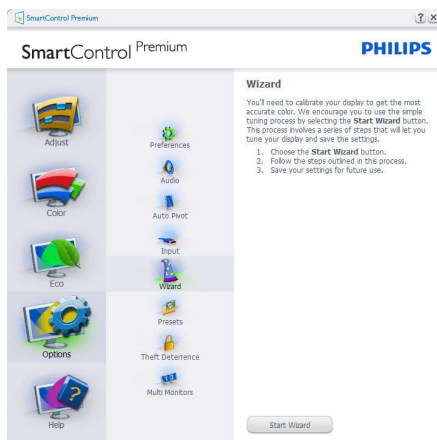 SmartControl Premium
? ×
SmartControl Premium
PHILIPS
Adjust
Color
Eco
Options
Help
Preferences
Audio
Auto Pivot
Input
Wizard
Presets
Theft Deterrence
Multi Monitors
Wizard
You'll need to calibrate your display to get the most
accurate color. We encourage you to use the simple
tuning process by selecting the Start Wizard button.
This process involves a series of steps that will let you
tune your display and save the settings.
1. Choose the Start Wizard button.
2. Follow the steps outlined in this process.
3. Save your settings for future use.
Start Wizard